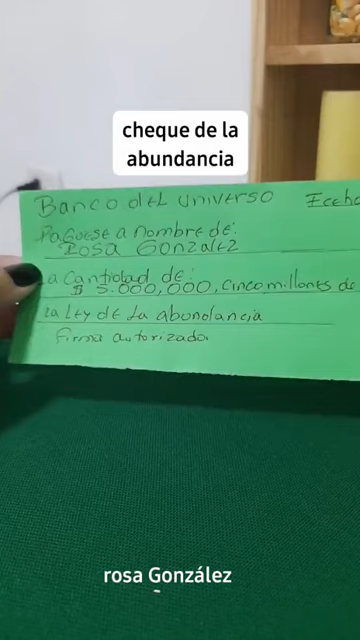 cheque de la
abundancia
Banco del universo Fecha
Paguese a nombre de:
Rosa Gonzalez
la cantidad de:
$ 5.000,000, cinco millones de
La Ley de La abundancia
firma autorizada
rosa González